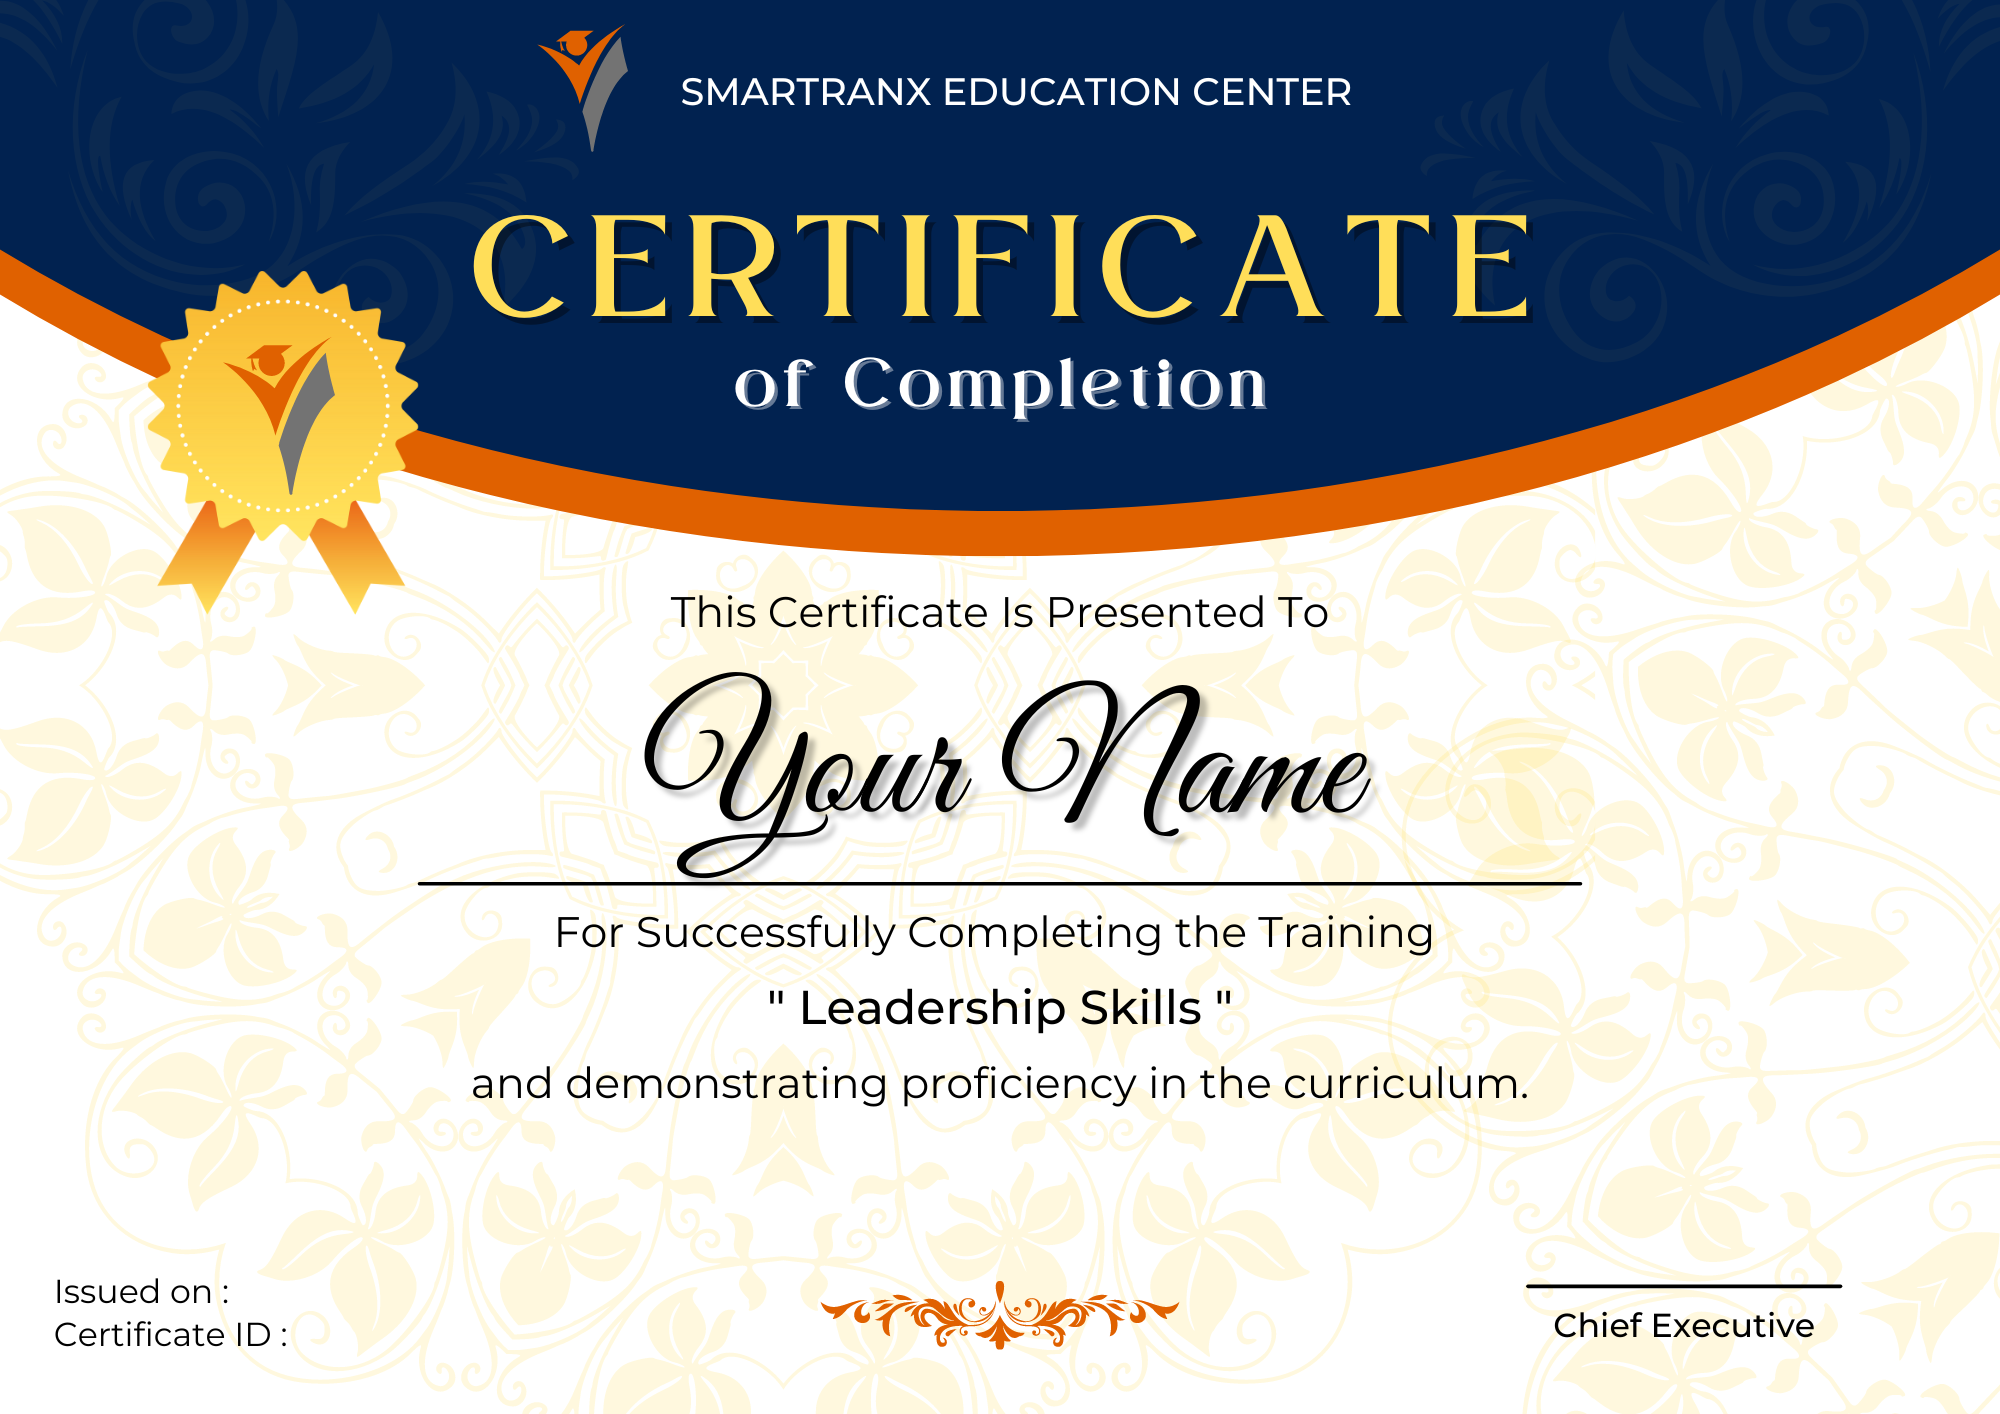 SMARTRANX EDUCATION CENTER
CERTIFICATE
of Completion
This Certificate Is Presented To
Your Name
For Successfully Completing the Training
" Leadership Skills "
and demonstrating proficiency in the curriculum.
Issued on :
Certificate ID :
Chief Executive